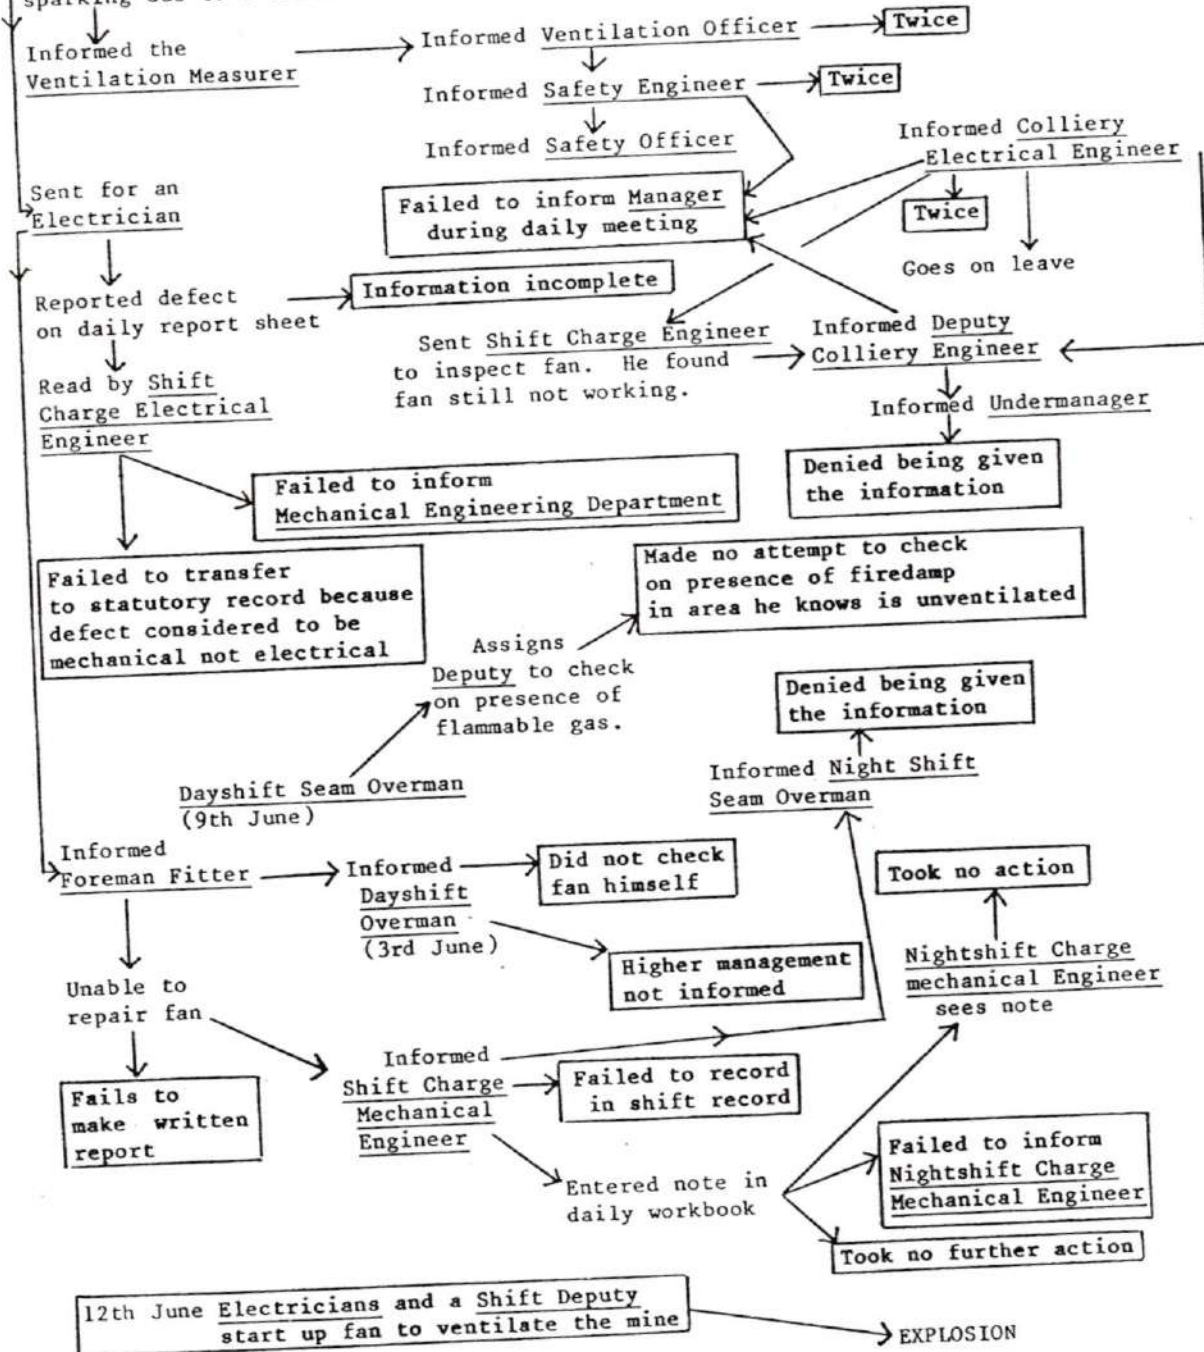 sparking
Informed the
Ventilation Measurer
Informed Ventilation Officer
Twice
Informed Safety Engineer
Twice
Informed Safety Officer
Informed Colliery
Electrical Engineer
Twice
Goes on leave
Sent for an
Electrician
Failed to inform Manager
during daily meeting
Reported defect
on daily report sheet
Information incomplete
Sent Shift Charge Engineer
to inspect fan. He found
fan still not working.
Informed Deputy
Colliery Engineer
Informed Undermanager
Denied being given
the information
Read by Shift
Charge Electrical
Engineer
Failed to inform
Mechanical Engineering Department
Failed to transfer
to statutory record because
defect considered to be
mechanical not electrical
Made no attempt to check
on presence of firedamp
in area he knows is unventilated
Assigns
Deputy to check
on presence of
flammable gas.
Dayshift Seam Overman
(9th June)
Denied being given
the information
Informed Night Shift
Seam Overman
Informed
Foreman Fitter
Informed
Dayshift
Overman
(3rd June)
Did not check
fan himself
Higher management
not informed
Took no action
Nightshift Charge
mechanical Engineer
sees note
Unable to
repair fan
Fails to
make written
report
Informed
Shift Charge
Mechanical
Engineer
Failed to record
in shift record
Entered note in
daily workbook
Failed to inform
Nightshift Charge
Mechanical Engineer
Took no further action
12th June Electricians and a Shift Deputy
start up fan to ventilate the mine
EXPLOSION